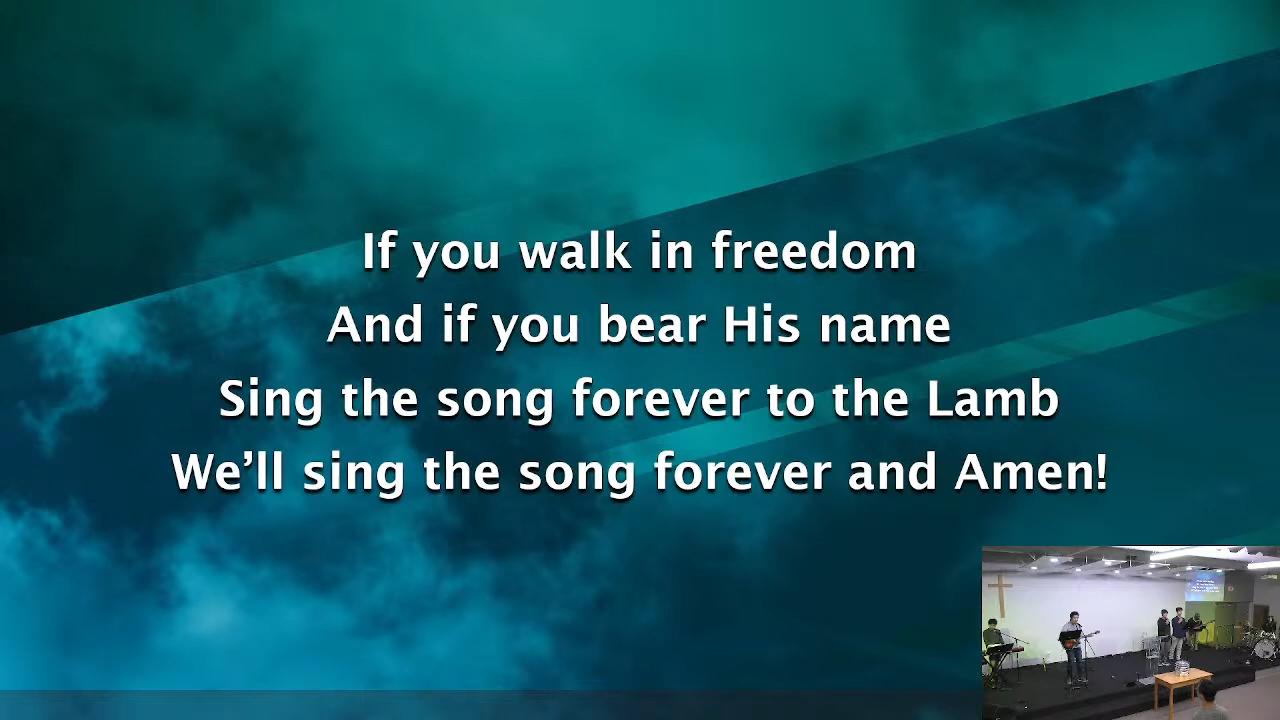 If you walk in freedom
And if you bear His name
Sing the song forever to the Lamb
We’ll sing the song forever and Amen!